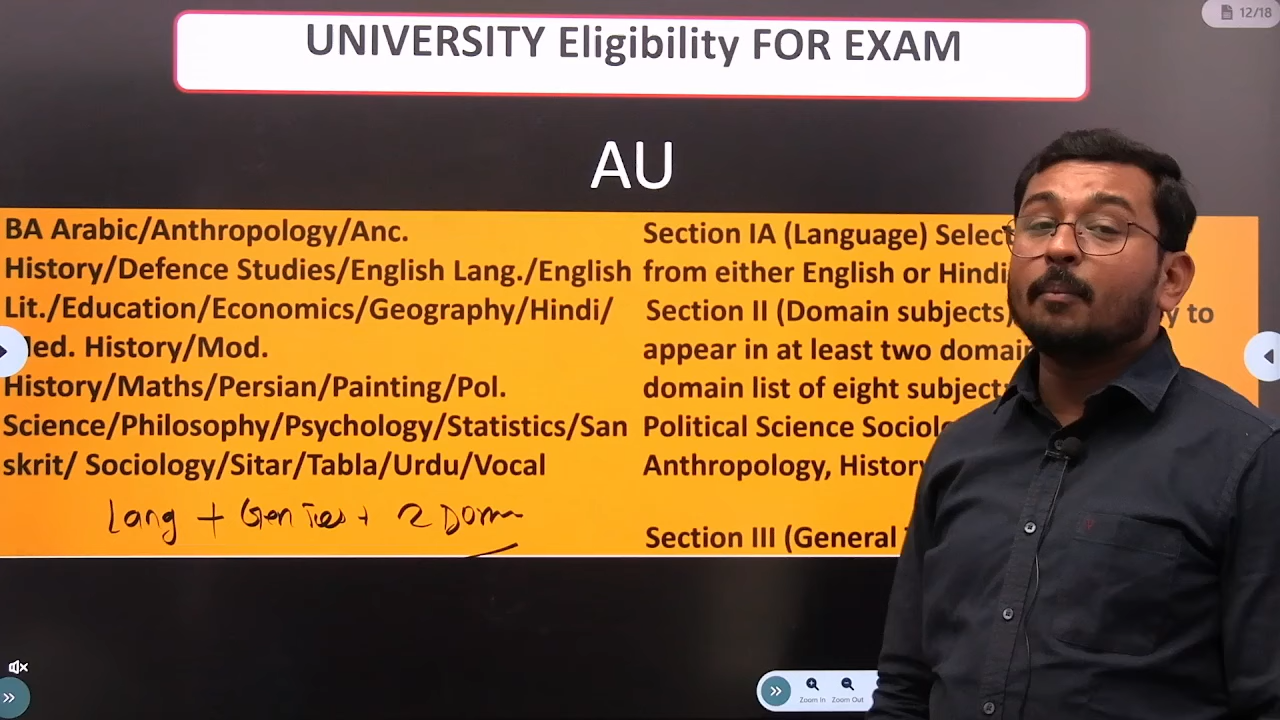 12/18
UNIVERSITY Eligibility FOR EXAM
AU
BA Arabic/Anthropology/Anc.
History/Defence Studies/English Lang./English
Lit./Education/Economics/Geography/Hindi/
Med. History/Mod.
History/Maths/Persian/Painting/Pol.
Science/Philosophy/Psychology/Statistics/San
skrit/ Sociology/Sitar/Tabla/Urdu/Vocal
Lang + Gen Test + 2 Dom
Section IA (Language) Select
from either English or Hindi
Section II (Domain subjects) to
appear in at least two domain
domain list of eight subjects
Political Science
Anthropology, History
Section III (General
Zoom In Zoom Out